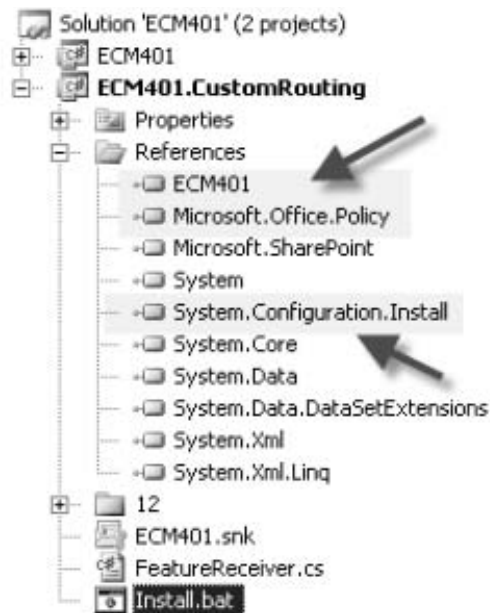 Solution 'ECM401' (2 projects)
ECM401
ECM401.CustomRouting
Properties
References
ECM401
Microsoft.Office.Policy
Microsoft.SharePoint
System
System.Configuration.Install
System.Core
System.Data
System.Data.DataSetExtensions
System.Xml
System.Xml.Linq
12
ECM401.snk
FeatureReceiver.cs
Install.bat